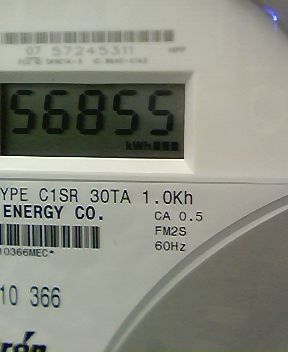 07 57245311
56855
kWh
YPE C1SR 30TA 1.0Kh
ENERGY CO.
CA 0.5
FM2S
60Hz
10366MEC*
10 366
rón